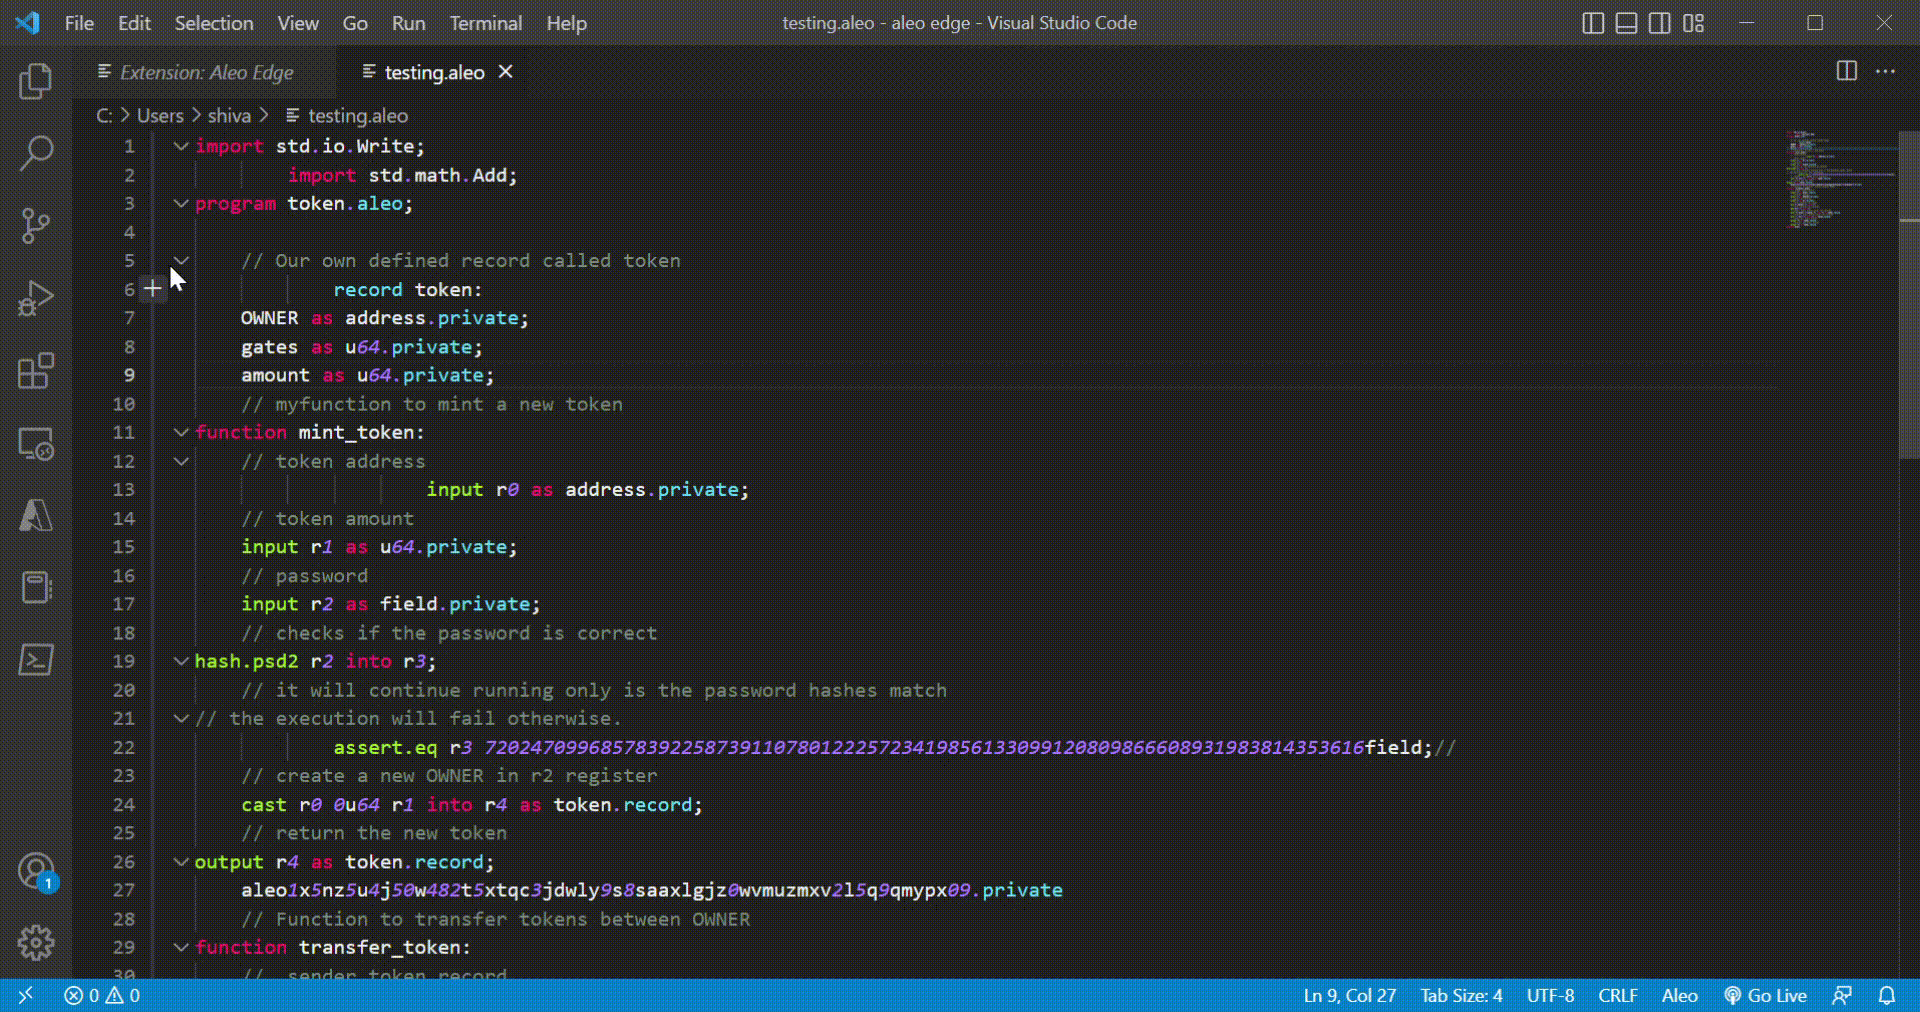 File Edit Selection View Go Run Terminal Help
testing.aleo - aleo edge - Visual Studio Code
Extension: Aleo Edge
testing.aleo
C: > Users > shiva > testing.aleo
1 import std.io.Write;
2 import std.math.Add;
3 program token.aleo;
4
5 // Our own defined record called token
6 record token:
7 OWNER as address.private;
8 gates as u64.private;
9 amount as u64.private;
10 // myfunction to mint a new token
11 function mint_token:
12 // token address
13 input r0 as address.private;
14 // token amount
15 input r1 as u64.private;
16 // password
17 input r2 as field.private;
18 // checks if the password is correct
19 hash.psd2 r2 into r3;
20 // it will continue running only is the password hashes match
21 // the execution will fail otherwise.
22 assert.eq r3 7202470996857839225873911078012225723419856133099120809866608931983814353616field;//
23 // create a new OWNER in r2 register
24 cast r0 0u64 r1 into r4 as token.record;
25 // return the new token
26 output r4 as token.record;
27 aleo1x5nz5u4j50w482t5xtqc3jdwly9s8saaxlgjz0wvmuzmxv2l5q9qmypx09.private
28 // Function to transfer tokens between OWNER
29 function transfer_token:
30 // sender token record
1
0 0
Ln 9, Col 27 Tab Size: 4 UTF-8 CRLF Aleo Go Live